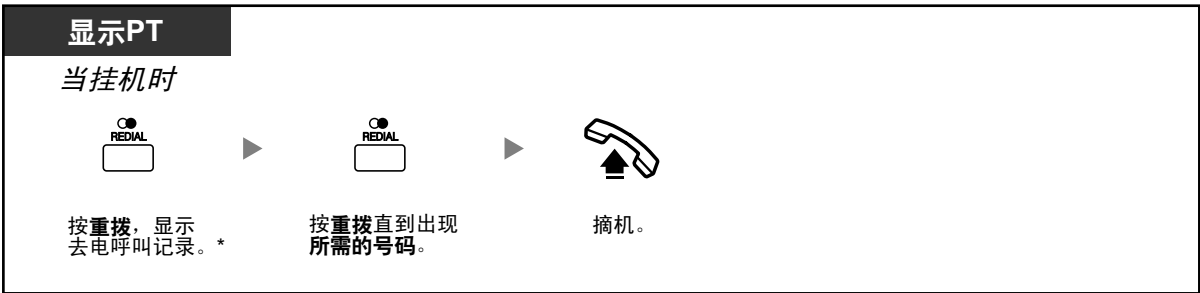 显示PT
当挂机时
REDIAL
REDIAL
按重拨，显示
去电呼叫记录。*
按重拨直到出现
所需的号码。
摘机。